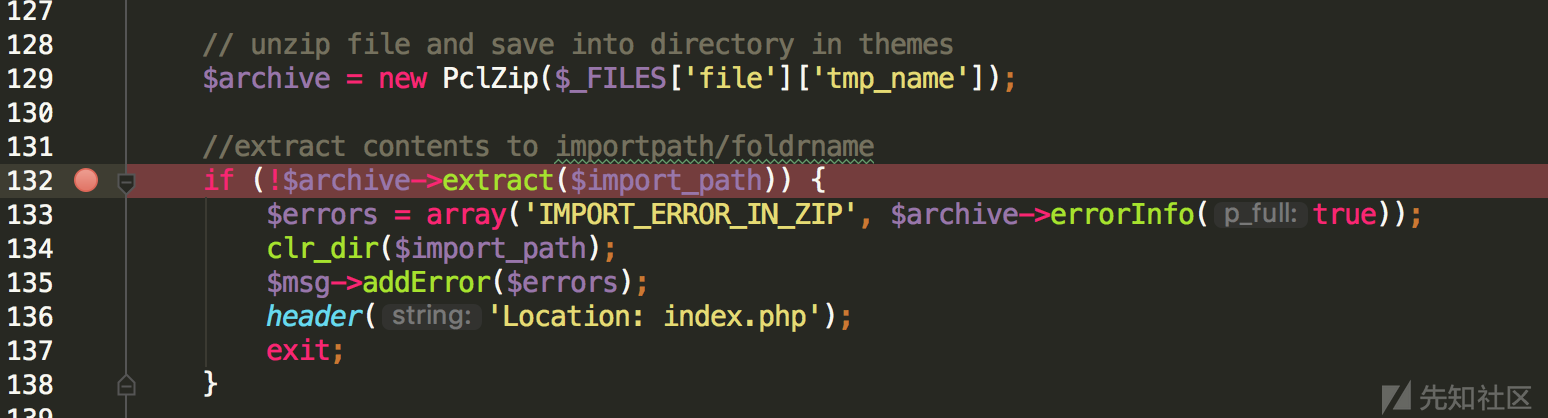 127
128 // unzip file and save into directory in themes
129 $archive = new PclZip($_FILES['file']['tmp_name']);
130
131 //extract contents to importpath/foldrname
132 if (!$archive->extract($import_path)) {
133 $errors = array('IMPORT_ERROR_IN_ZIP', $archive->errorInfo( p_full: true));
134 clr_dir($import_path);
135 $msg->addError($errors);
136 header( string: 'Location: index.php');
137 exit;
138 }
139
先知社区